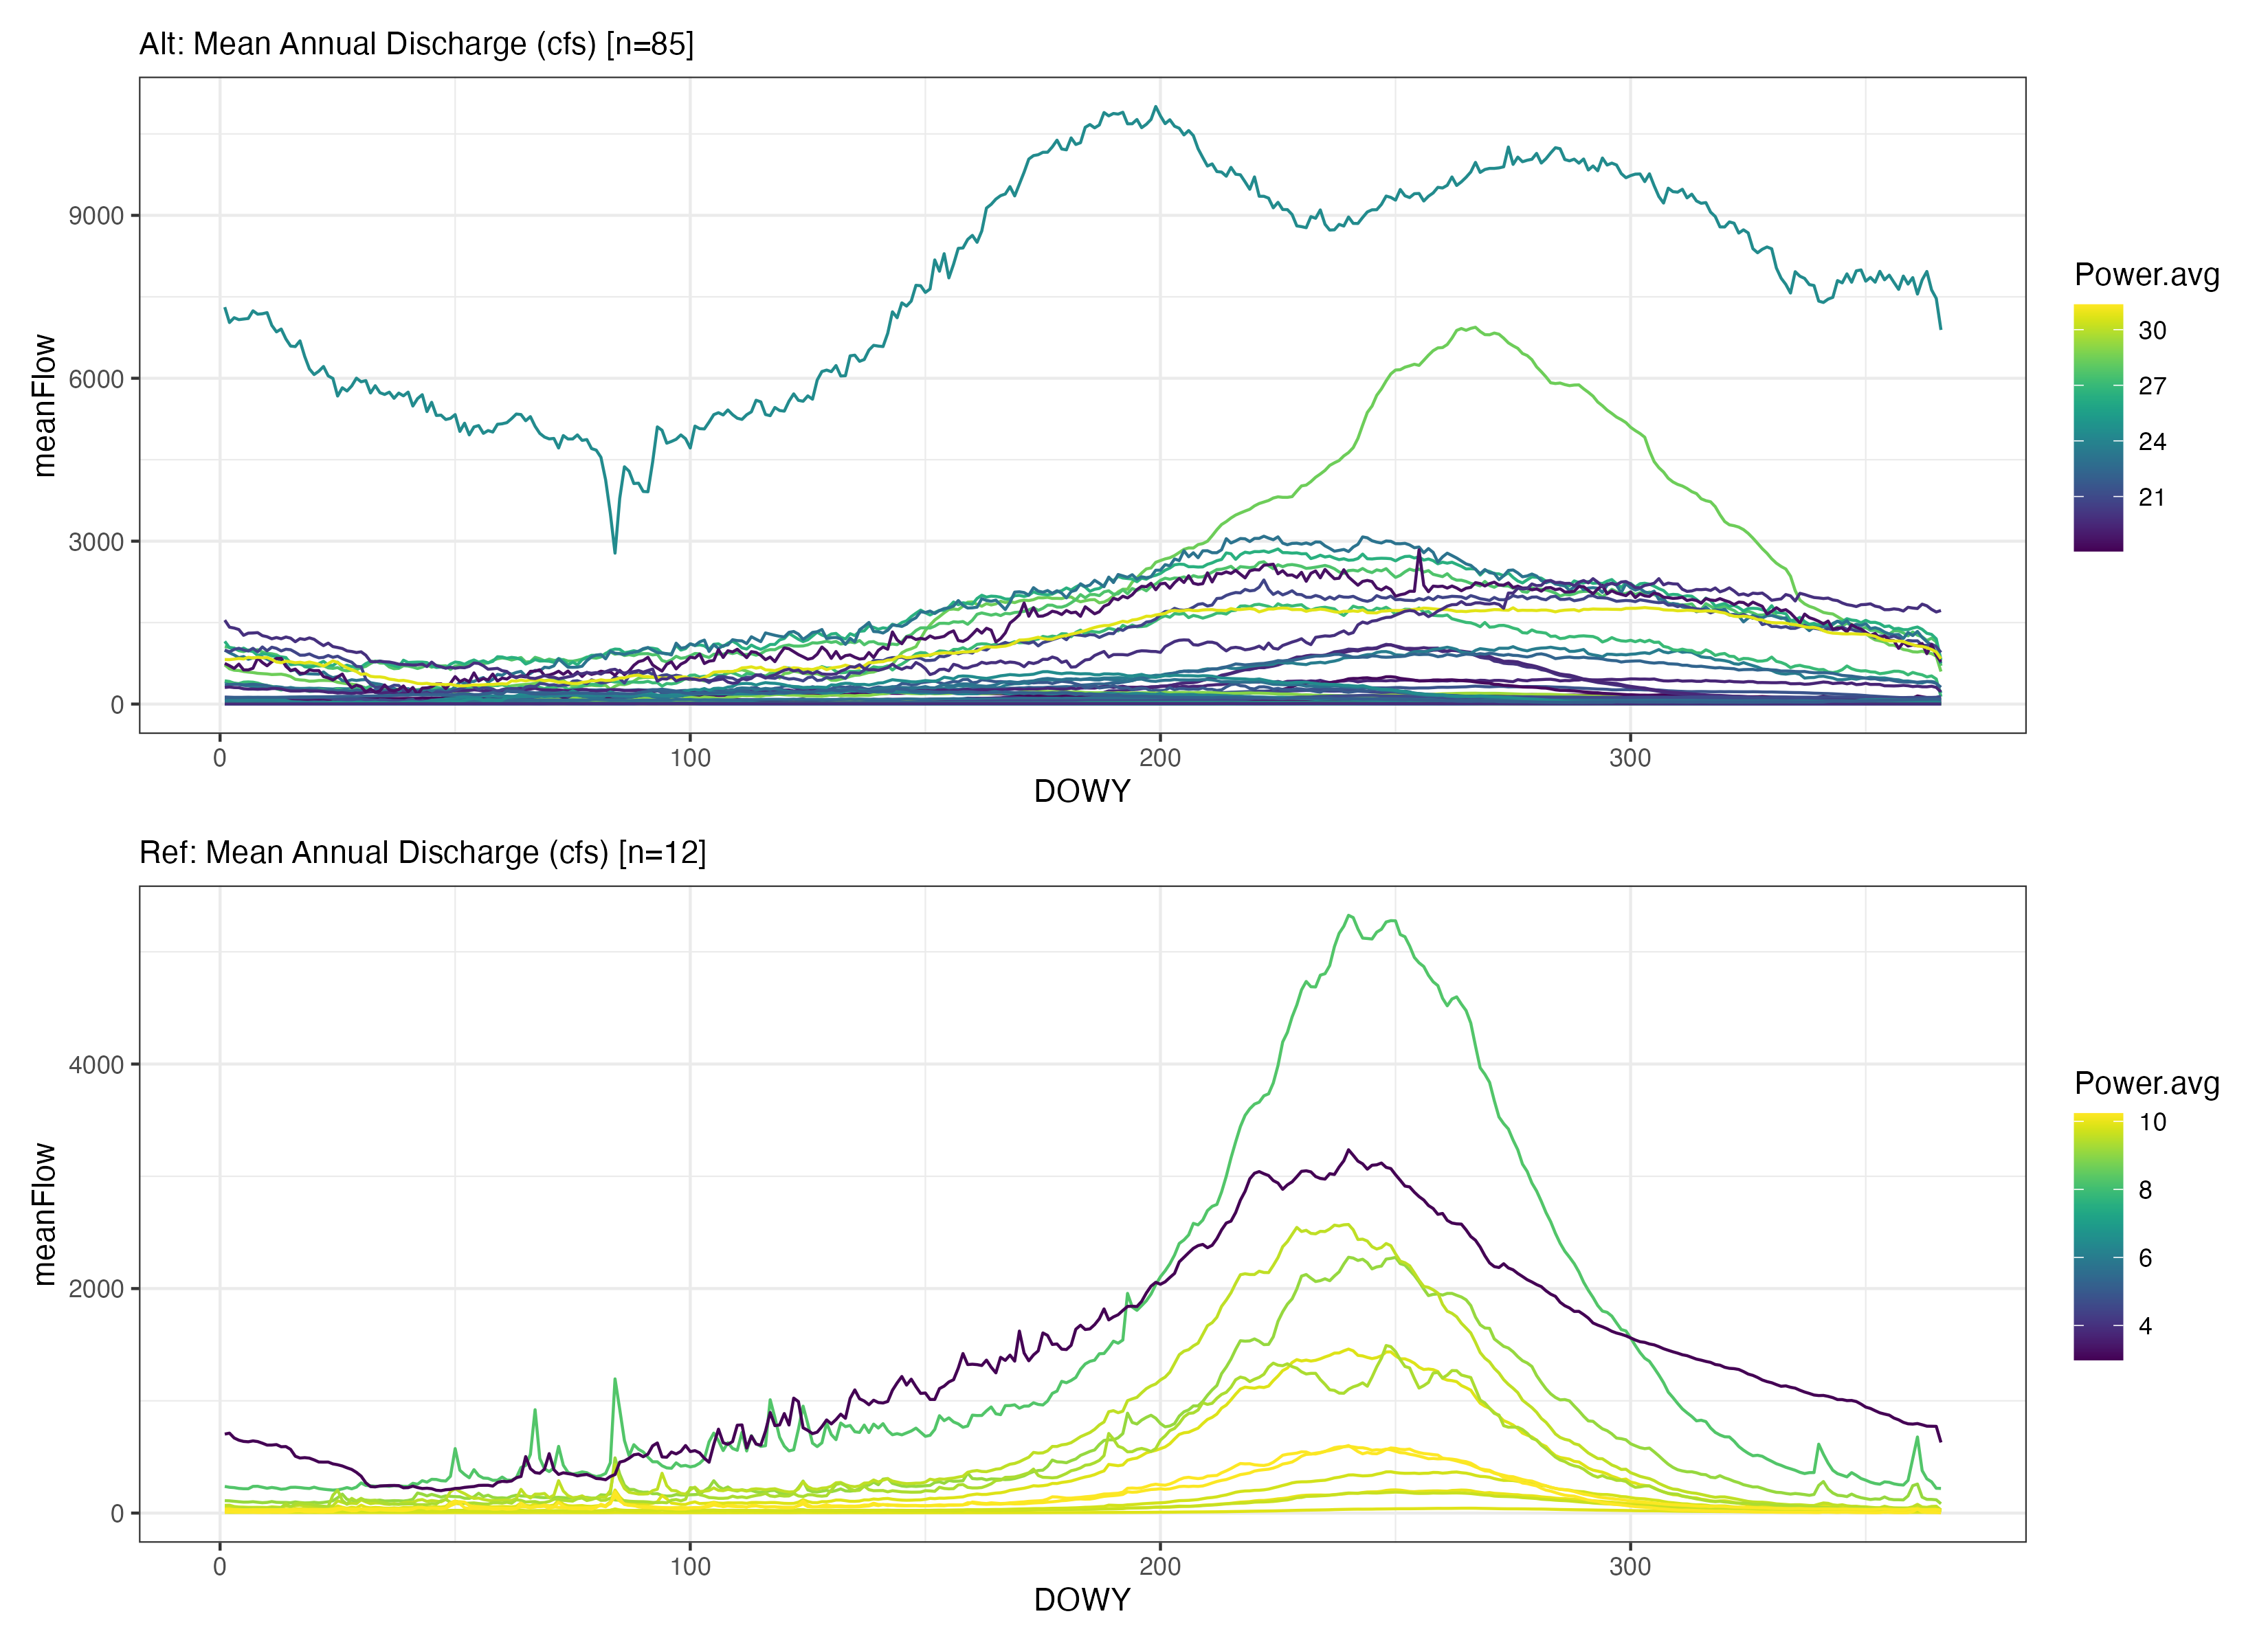 Alt: Mean Annual Discharge (cfs) [n=85]
meanFlow
9000
6000
3000
0
0 100 200 300
DOWY
Power.avg
30
27
24
21
Ref: Mean Annual Discharge (cfs) [n=12]
meanFlow
4000
2000
0
0 100 200 300
DOWY
Power.avg
10
8
6
4